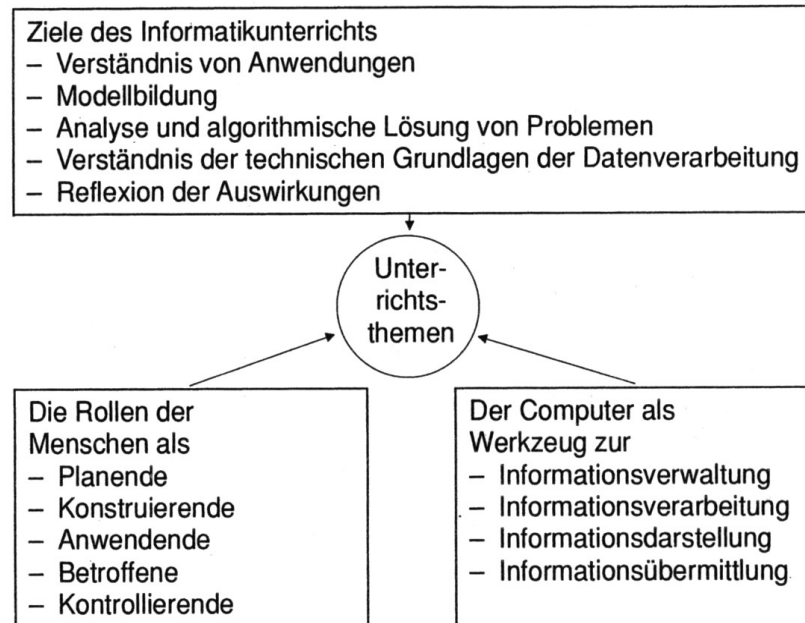 Ziele des Informatikunterrichts
– Verständnis von Anwendungen
– Modellbildung
– Analyse und algorithmische Lösung von Problemen
– Verständnis der technischen Grundlagen der Datenverarbeitung
– Reflexion der Auswirkungen
Unter-
richts-
themen
Die Rollen der
Menschen als
– Planende
– Konstruierende
– Anwendende
– Betroffene
– Kontrollierende
Der Computer als
Werkzeug zur
– Informationsverwaltung
– Informationsverarbeitung
– Informationsdarstellung
– Informationsübermittlung